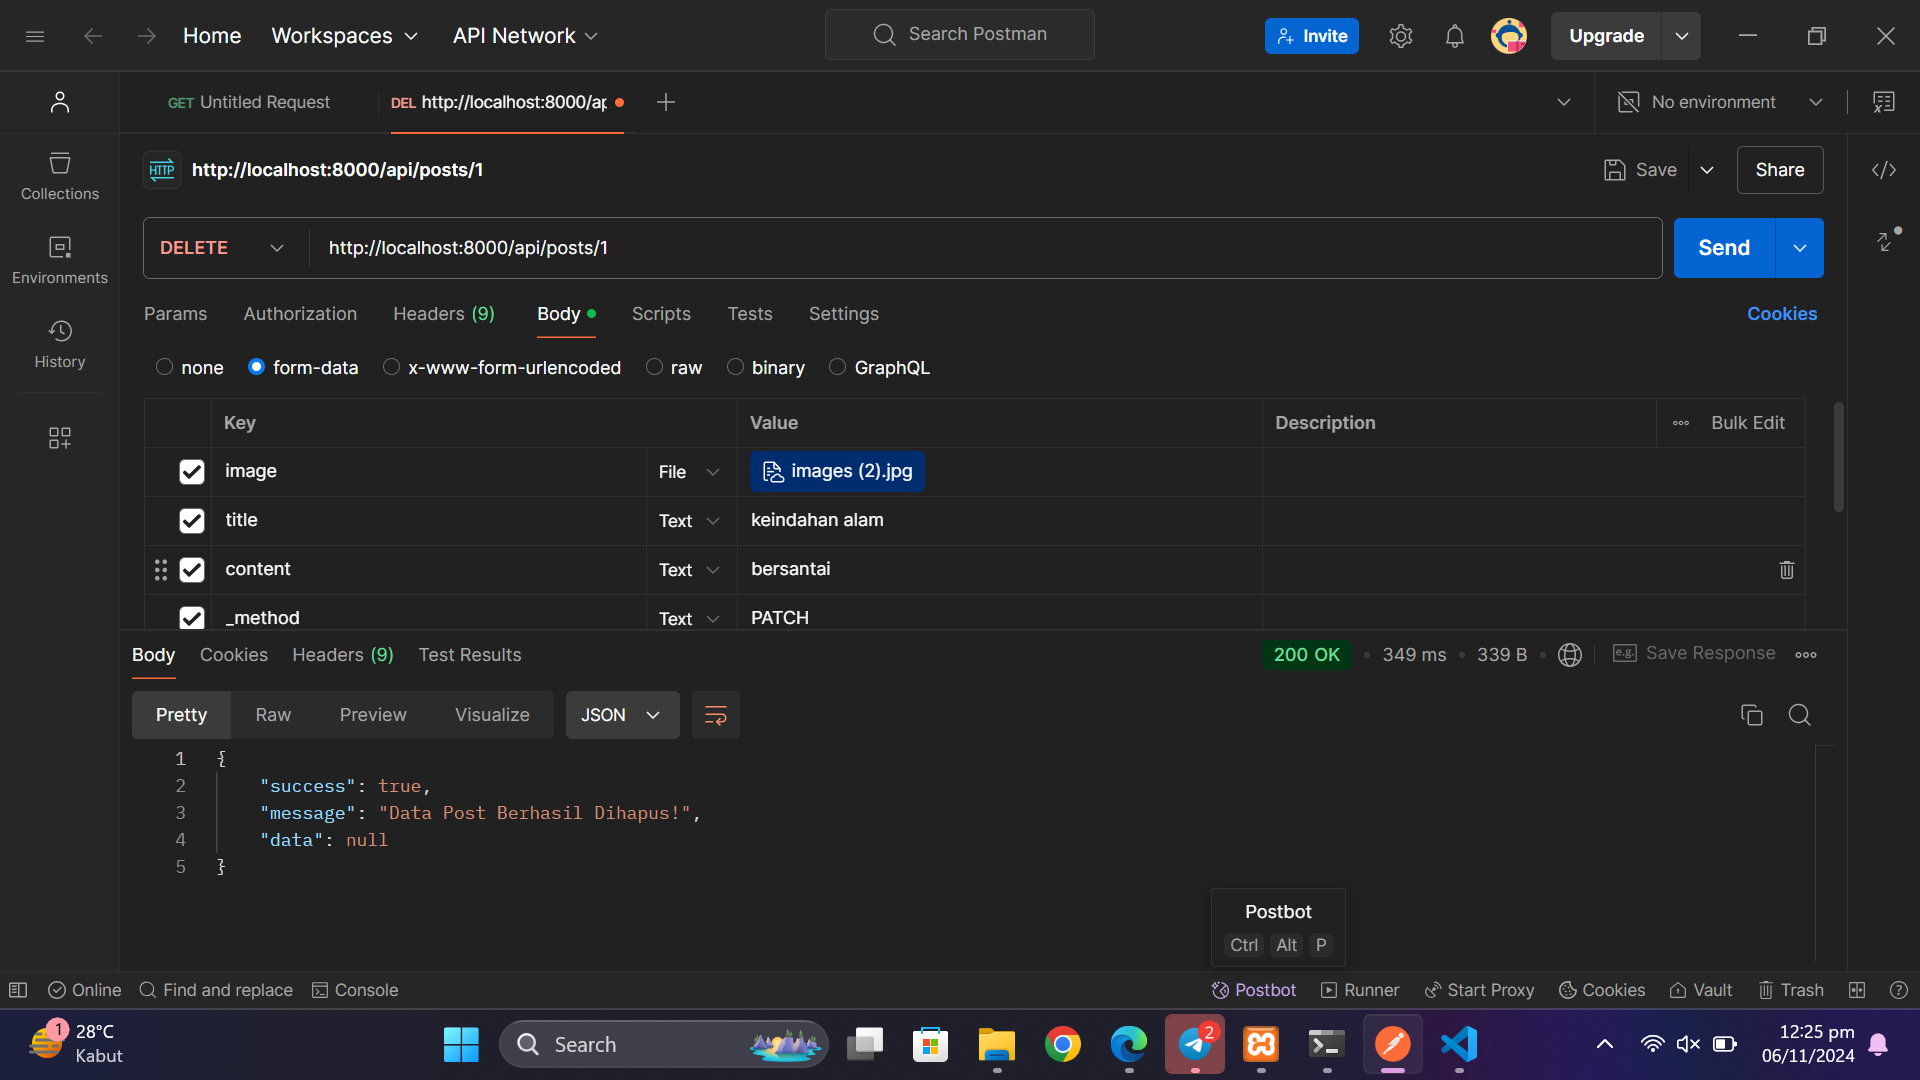 Home
Workspaces
API Network
Search Postman
Invite
Upgrade
GET Untitled Request
DEL http://localhost:8000/ap
No environment
Collections
Environments
History
HTTP
http://localhost:8000/api/posts/1
Save
Share
DELETE
http://localhost:8000/api/posts/1
Send
Params
Authorization
Headers (9)
Body
Scripts
Tests
Settings
Cookies
none
form-data
x-www-form-urlencoded
raw
binary
GraphQL
Key
Value
Description
Bulk Edit
image
File
images (2).jpg
title
Text
keindahan alam
content
Text
bersantai
_method
Text
PATCH
Body
Cookies
Headers (9)
Test Results
200 OK
349 ms
339 B
e.g.
Save Response
Pretty
Raw
Preview
Visualize
JSON
1 {
2 "success": true,
3 "message": "Data Post Berhasil Dihapus!",
4 "data": null
5 }
Postbot
Ctrl Alt P
Online
Find and replace
Console
Postbot
Runner
Start Proxy
Cookies
Vault
Trash
1
28°C
Kabut
Search
2
12:25 pm
06/11/2024